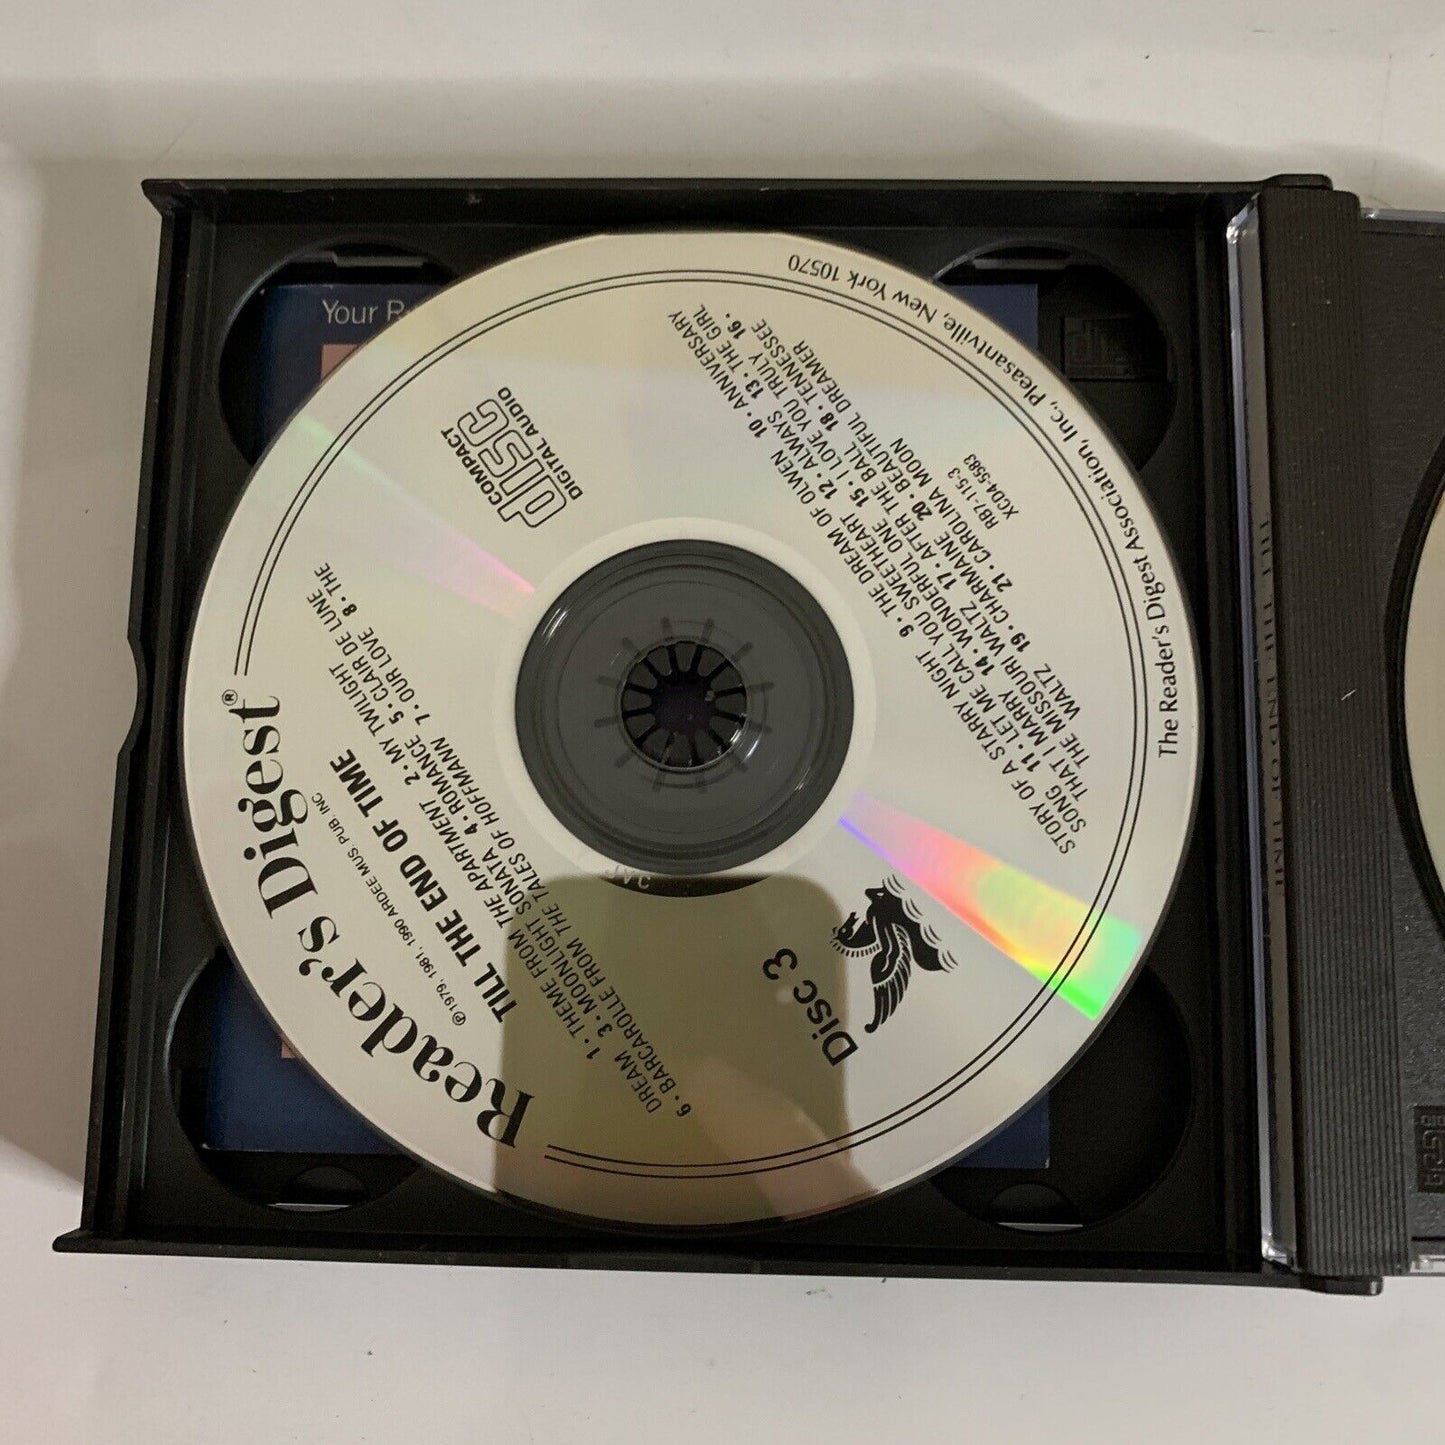 Reader's Digest®
TILL THE END OF TIME
℗1979, 1981, 1990 ARDEE MUS. PUB. INC.
1 • THEME FROM THE APARTMENT 2 • MY TWILIGHT
DREAM 3 • MOONLIGHT SONATA 4 • ROMANCE 5 • CLAIR DE LUNE
6 • BARCAROLLE FROM THE TALES OF HOFFMANN 7 • OUR LOVE 8 • THE
COMPACT
disc
DIGITAL AUDIO
Disc 3
STORY OF A STARRY NIGHT 9 • THE DREAM OF OLWEN 10 • ANNIVERSARY
SONG 11 • LET ME CALL YOU SWEETHEART 12 • ALWAYS 13 • THE GIRL
THAT I MARRY 14 • WONDERFUL ONE 15 • I LOVE YOU TRULY 16 •
THE MISSOURI WALTZ 17 • AFTER THE BALL 18 • TENNESSEE
WALTZ 19 • CHARMAINE 20 • BEAUTIFUL DREAMER
21 • CAROLINA MOON
RB7-115-3
XCD4-5583
The Reader's Digest Association, Inc., Pleasantville, New York 10570
Your
TILL THE END OF TIME